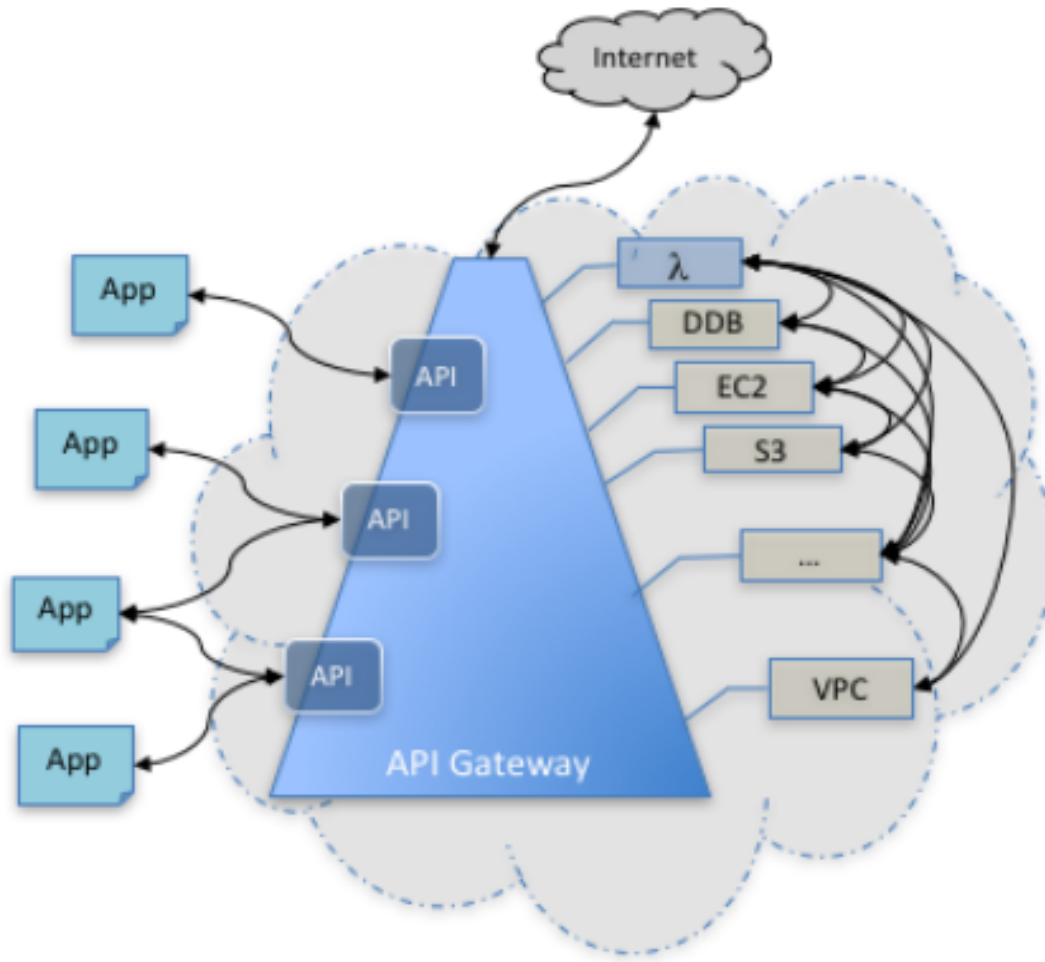 Internet
App
λ
DDB
API
EC2
App
S3
API
...
App
API
VPC
App
API Gateway